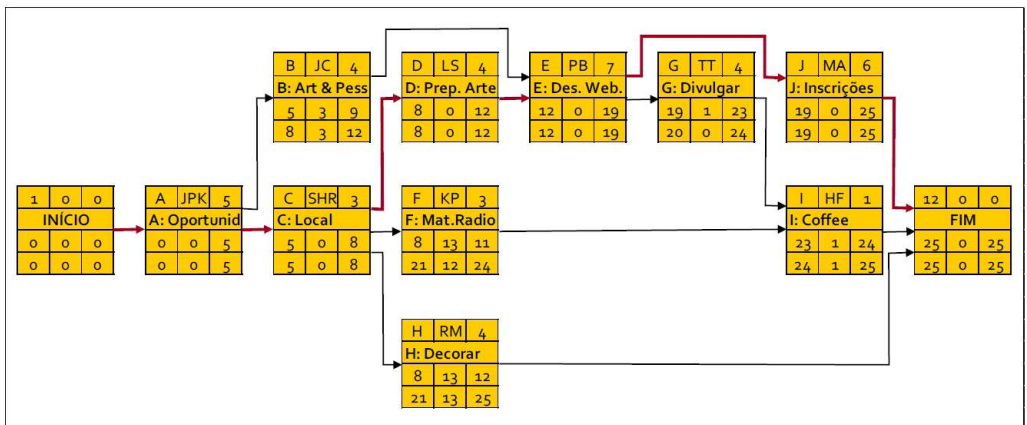 B JC 4
B: Art & Pess
5 3 9
8 3 12
D LS 4
D: Prep. Arte
8 0 12
8 0 12
E PB 7
E: Des. Web.
12 0 19
12 0 19
G TT 4
G: Divulgar
19 1 23
20 0 24
J MA 6
J: Inscrições
19 0 25
19 0 25
1 0 0
INÍCIO
0 0 0
0 0 0
A JPK 5
A: Oportunid
0 0 5
0 0 5
C SHR 3
C: Local
5 0 8
5 0 8
F KP 3
F: Mat.Radio
8 13 11
21 12 24
I HF 1
I: Coffee
23 1 24
24 1 25
12 0 0
FIM
25 0 25
25 0 25
H RM 4
H: Decorar
8 13 12
21 13 25